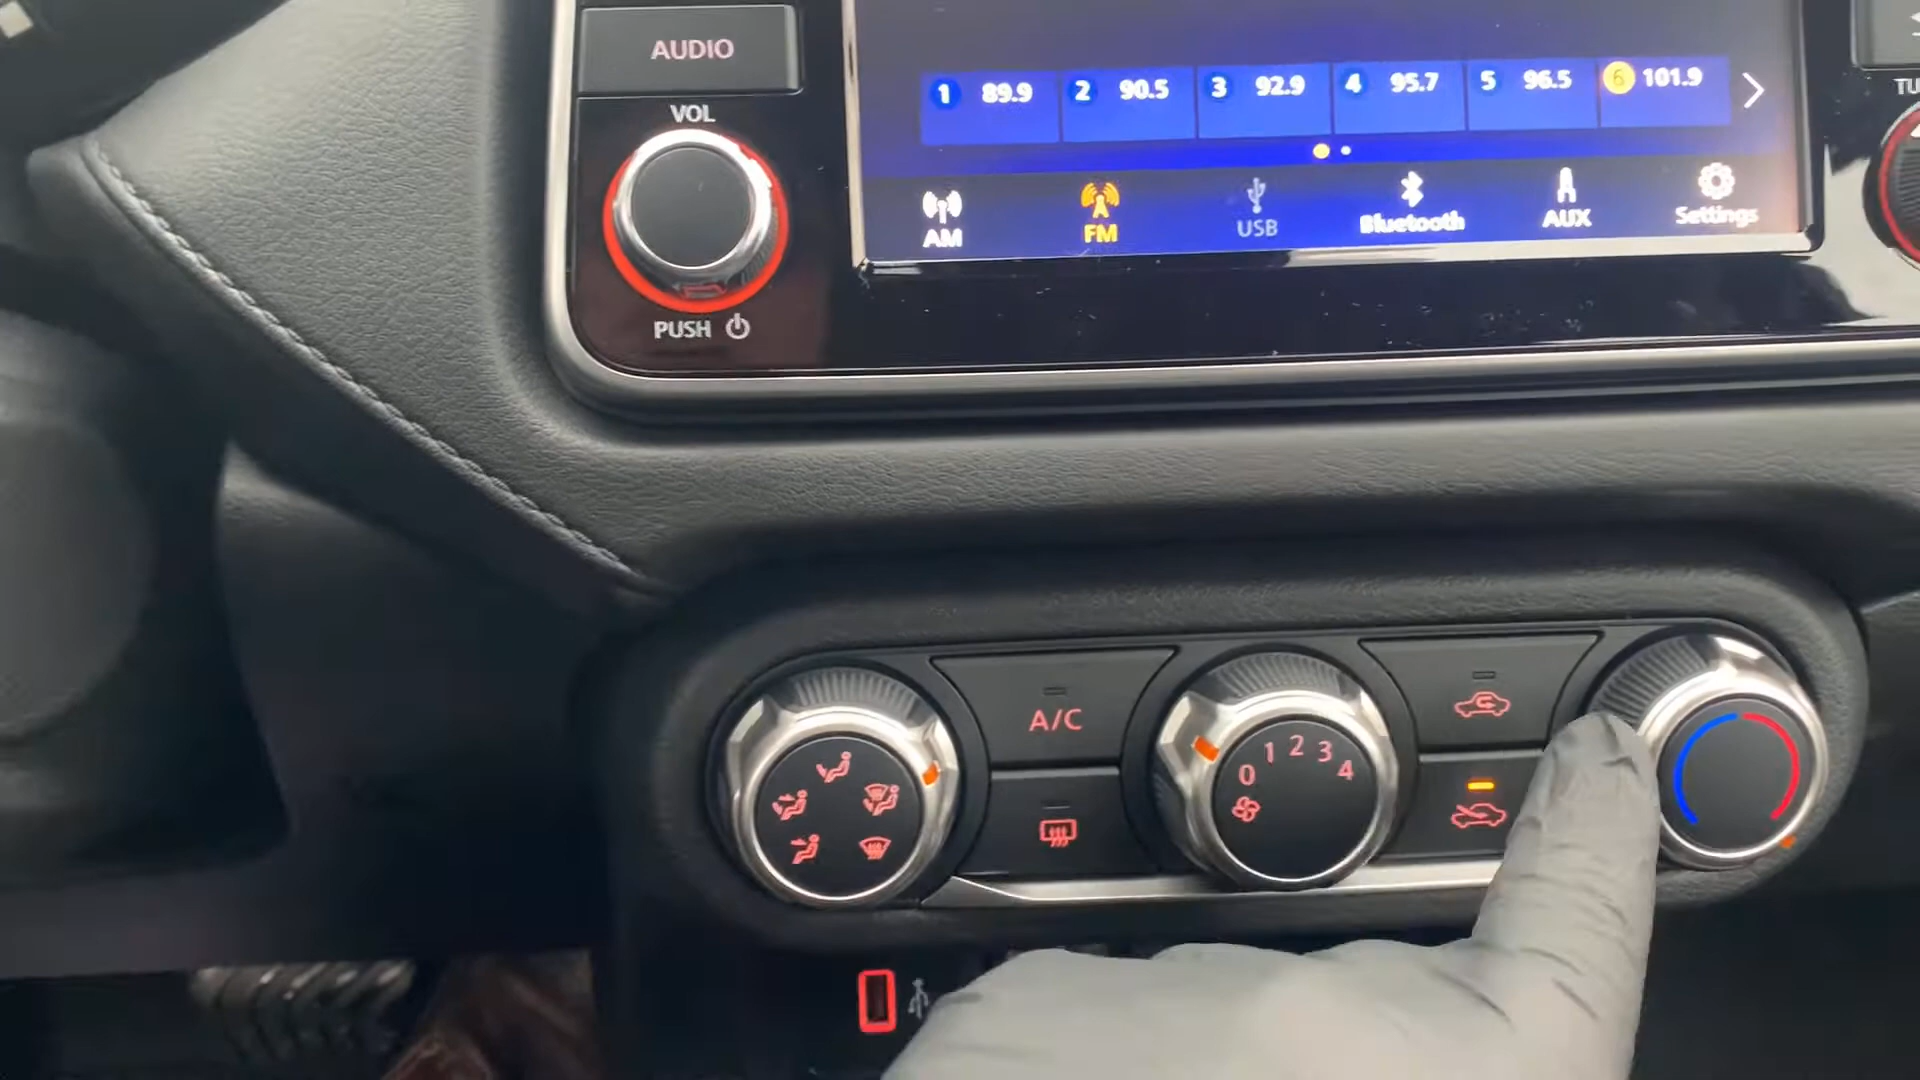 AUDIO
VOL
PUSH
1 89.9 2 90.5 3 92.9 4 95.7 5 96.5 6 101.9
AM FM USB Bluetooth AUX Settings
TU
A/C
0 1 2 3 4